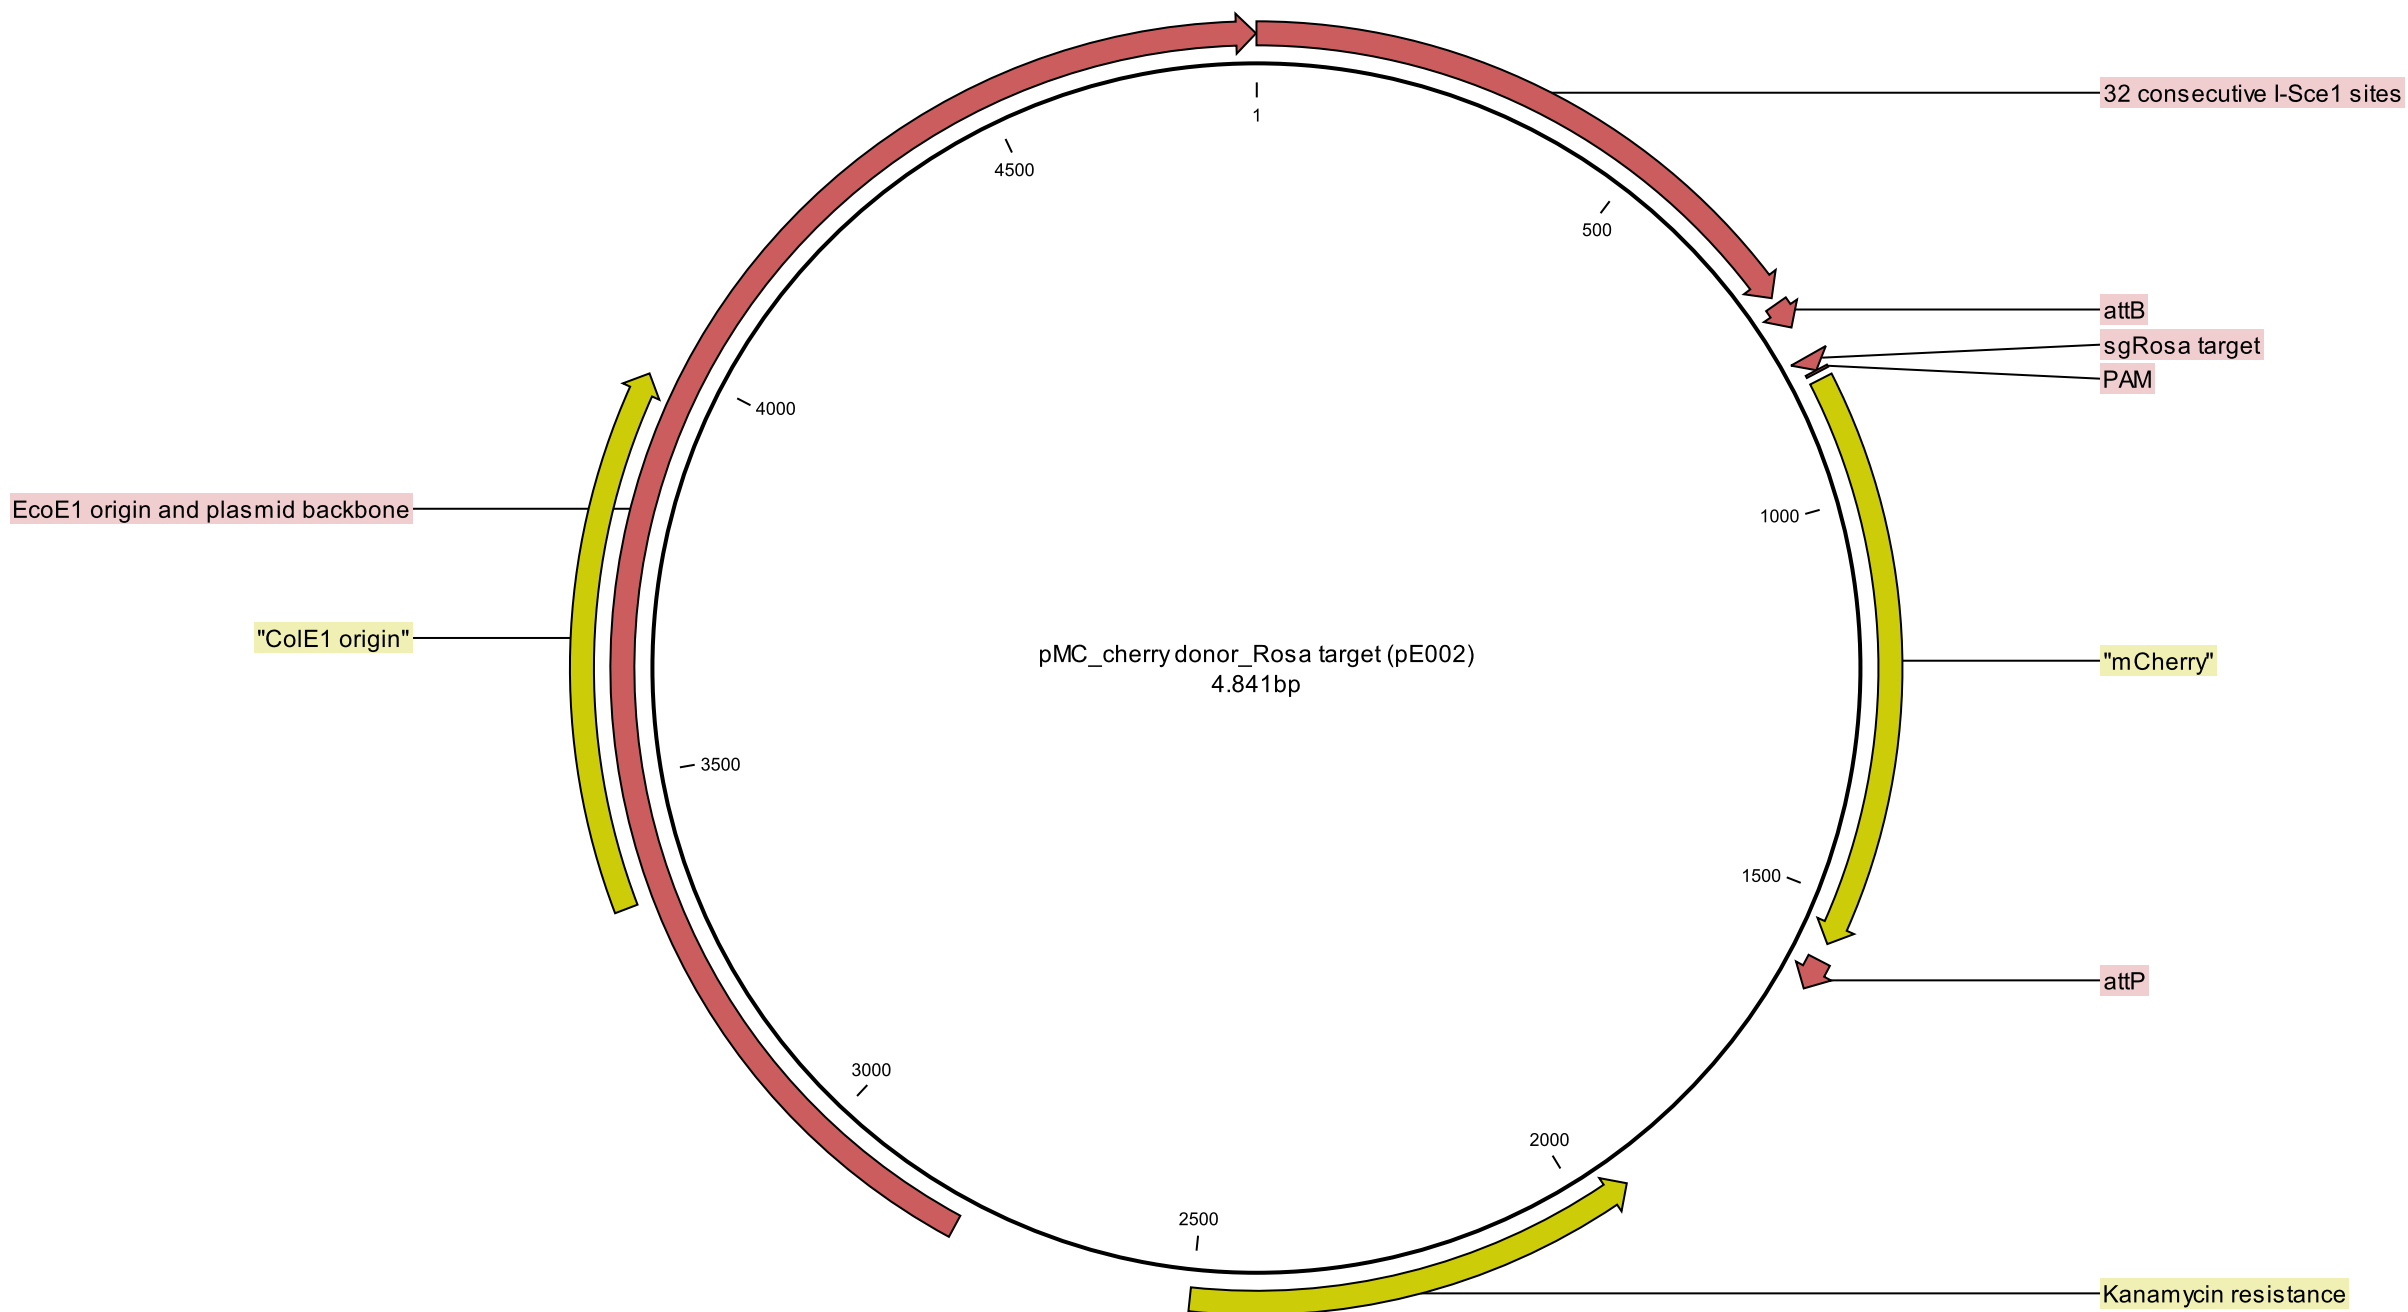 32 consecutive I-Sce1 sites
1
4500
500
attB
sgRosa target
PAM
4000
EcoE1 origin and plasmid backbone
1000
"ColE1 origin"
pMC_cherry donor_Rosa target (pE002)
4.841bp
"mCherry"
3500
1500
attP
3000
2000
2500
Kanamycin resistance